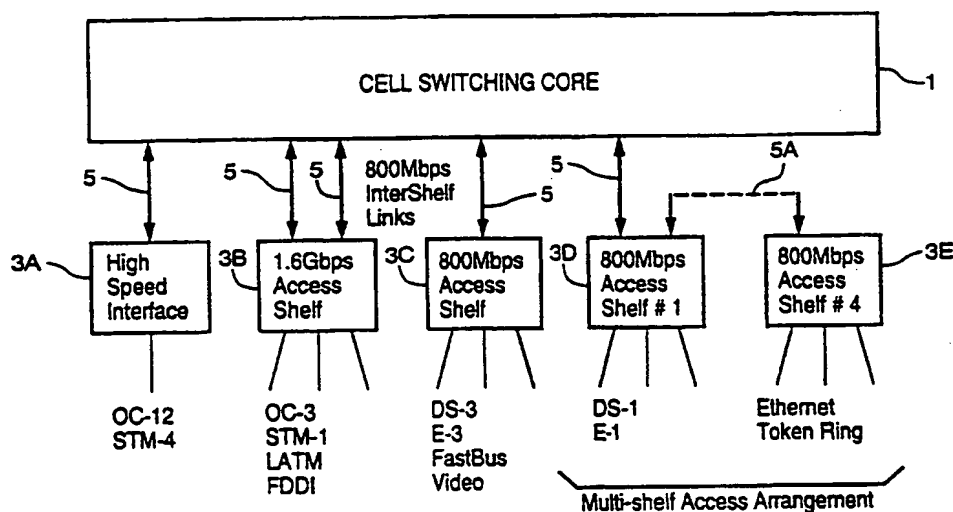 CELL SWITCHING CORE
1
5
5
5
800Mbps
InterShelf
Links
5
5
5A
3A
High
Speed
Interface
3B
1.6Gbps
Access
Shelf
3C
800Mbps
Access
Shelf
3D
800Mbps
Access
Shelf # 1
800Mbps
Access
Shelf # 4
3E
OC-12
STM-4
OC-3
STM-1
LATM
FDDI
DS-3
E-3
FastBus
Video
DS-1
E-1
Ethernet
Token Ring
Multi-shelf Access Arrangement